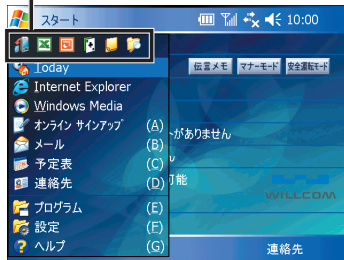 スタート 10:00
伝言メモ マナーモード 安全運転モード
Today
Internet Explorer
Windows Media
オンライン サインアップ (A)
メール (B)
予定表 (C)
連絡先 (D)
プログラム (E)
設定 (F)
ヘルプ (G)
がありません
可能
WILLCOM
連絡先